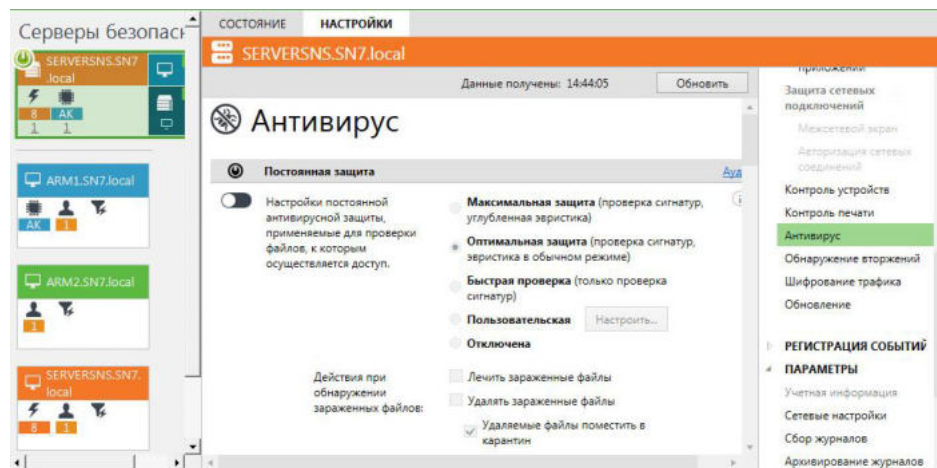 Серверы безопасн
SERVERSNS.SN7
.local
8 АК
1 1
ARM1.SN7.local
АК 1
ARM2.SN7.local
1
SERVERSNS.SN7.
local
8 1
СОСТОЯНИЕ НАСТРОЙКИ
SERVERSNS.SN7.local
Данные получены: 14:44:05 Обновить
Антивирус
Постоянная защита Ауд
Настройки постоянной
антивирусной защиты,
применяемые для проверки
файлов, к которым
осуществляется доступ.
Максимальная защита (проверка сигнатур,
углубленная эвристика)
Оптимальная защита (проверка сигнатур,
эвристика в обычном режиме)
Быстрая проверка (только проверка
сигнатур)
Пользовательская Настроить...
Отключена
Действия при
обнаружении
зараженных файлов:
Лечить зараженные файлы
Удалять зараженные файлы
Удаляемые файлы поместить в
карантин
приложений
Защита сетевых
подключений
Межсетевой экран
Авторизация сетевых
соединений
Контроль устройств
Контроль печати
Антивирус
Обнаружение вторжений
Шифрование трафика
Обновление
РЕГИСТРАЦИЯ СОБЫТИЙ
ПАРАМЕТРЫ
Учетная информация
Сетевые настройки
Сбор журналов
Архивирование журналов